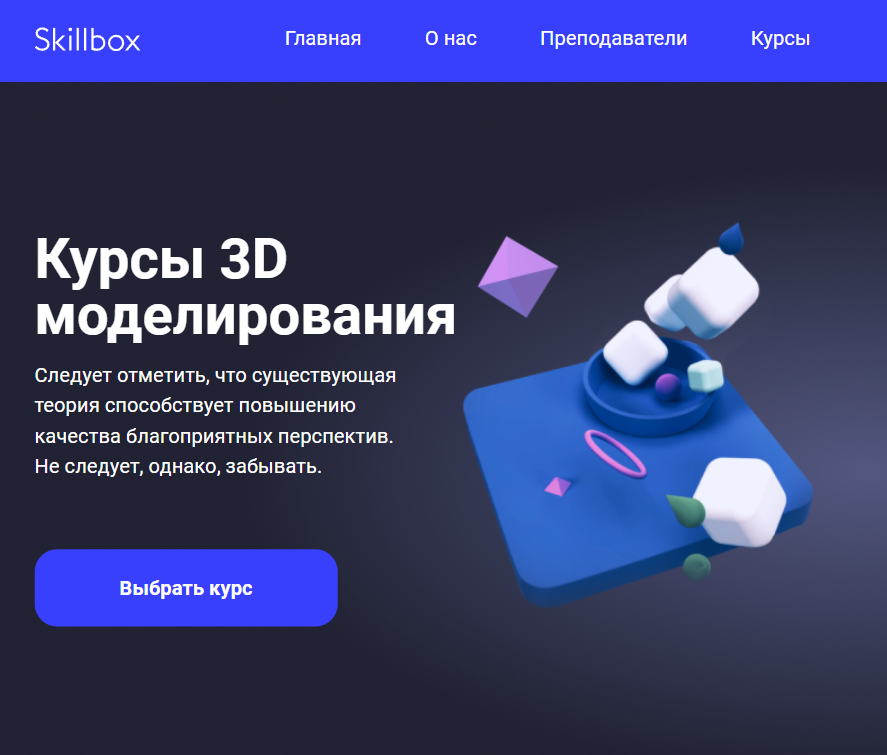 Skillbox
Главная
О нас
Преподаватели
Курсы
Курсы 3D
моделирования
Следует отметить, что существующая
теория способствует повышению
качества благоприятных перспектив.
Не следует, однако, забывать.
Выбрать курс